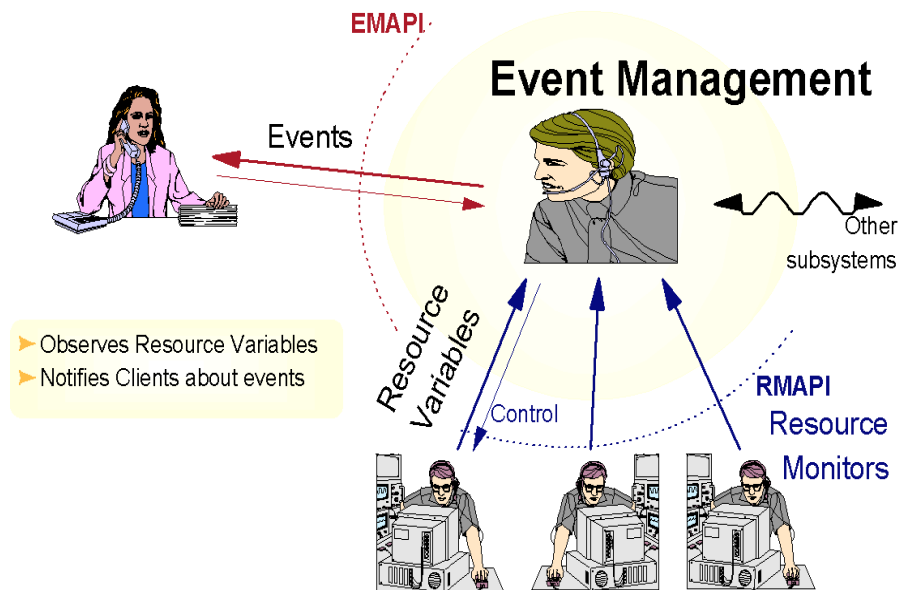 EMAPI
Event Management
Events
Other
subsystems
Resource
Variables
Observes Resource Variables
Notifies Clients about events
Control
RMAPI
Resource
Monitors